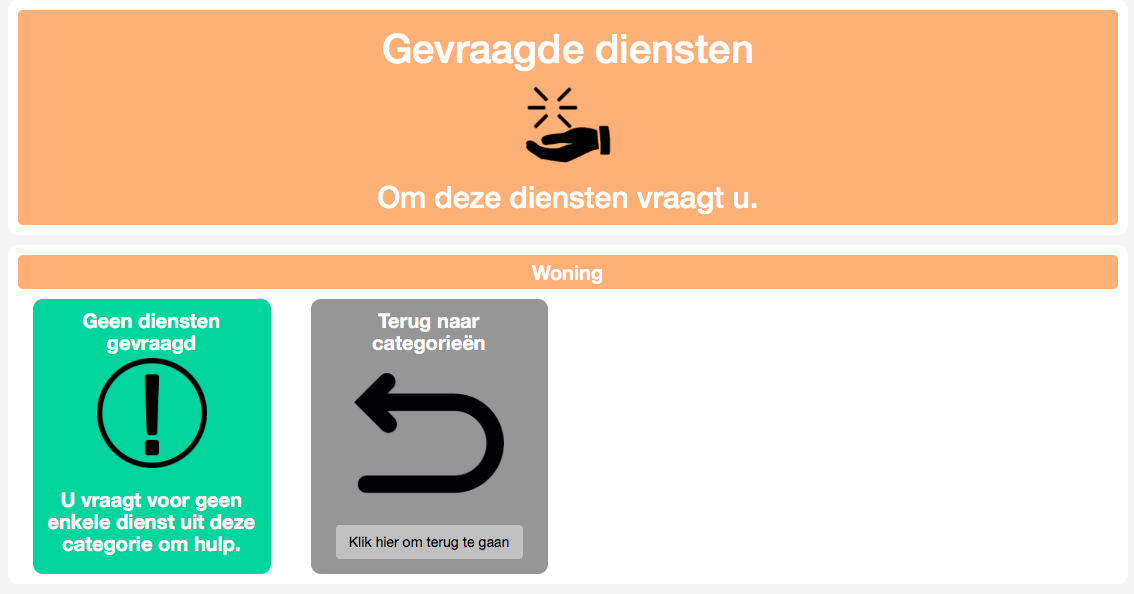 Gevraagde diensten
Om deze diensten vraagt u.
Woning
Geen diensten
gevraagd
U vraagt voor geen
enkele dienst uit deze
categorie om hulp.
Terug naar
categorieën
Klik hier om terug te gaan